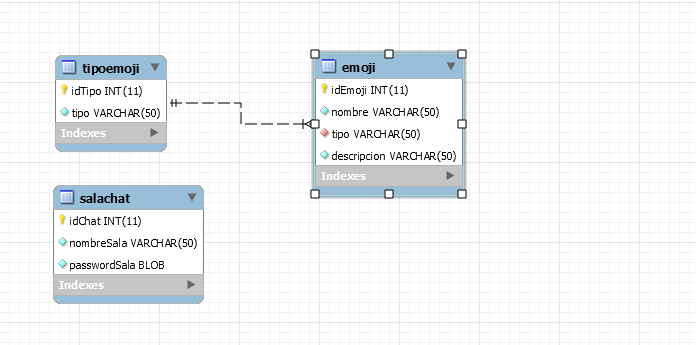 tipoemoji
idTipo INT(11)
tipo VARCHAR(50)
Indexes
emoji
idEmoji INT(11)
nombre VARCHAR(50)
tipo VARCHAR(50)
descripcion VARCHAR(50)
Indexes
salachat
idChat INT(11)
nombreSala VARCHAR(50)
passwordSala BLOB
Indexes